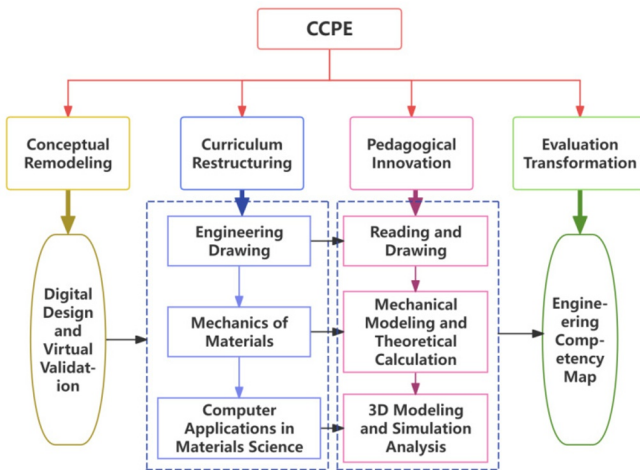 CCPE
Conceptual
Remodeling
Curriculum
Restructuring
Pedagogical
Innovation
Evaluation
Transformation
Digital
Design
and
Virtual
Validat-
ion
Engineering
Drawing
Mechanics of
Materials
Computer
Applications in
Materials Science
Reading and
Drawing
Mechanical
Modeling and
Theoretical
Calculation
3D Modeling
and Simulation
Analysis
Engine-
ering
Comp-
etency
Map